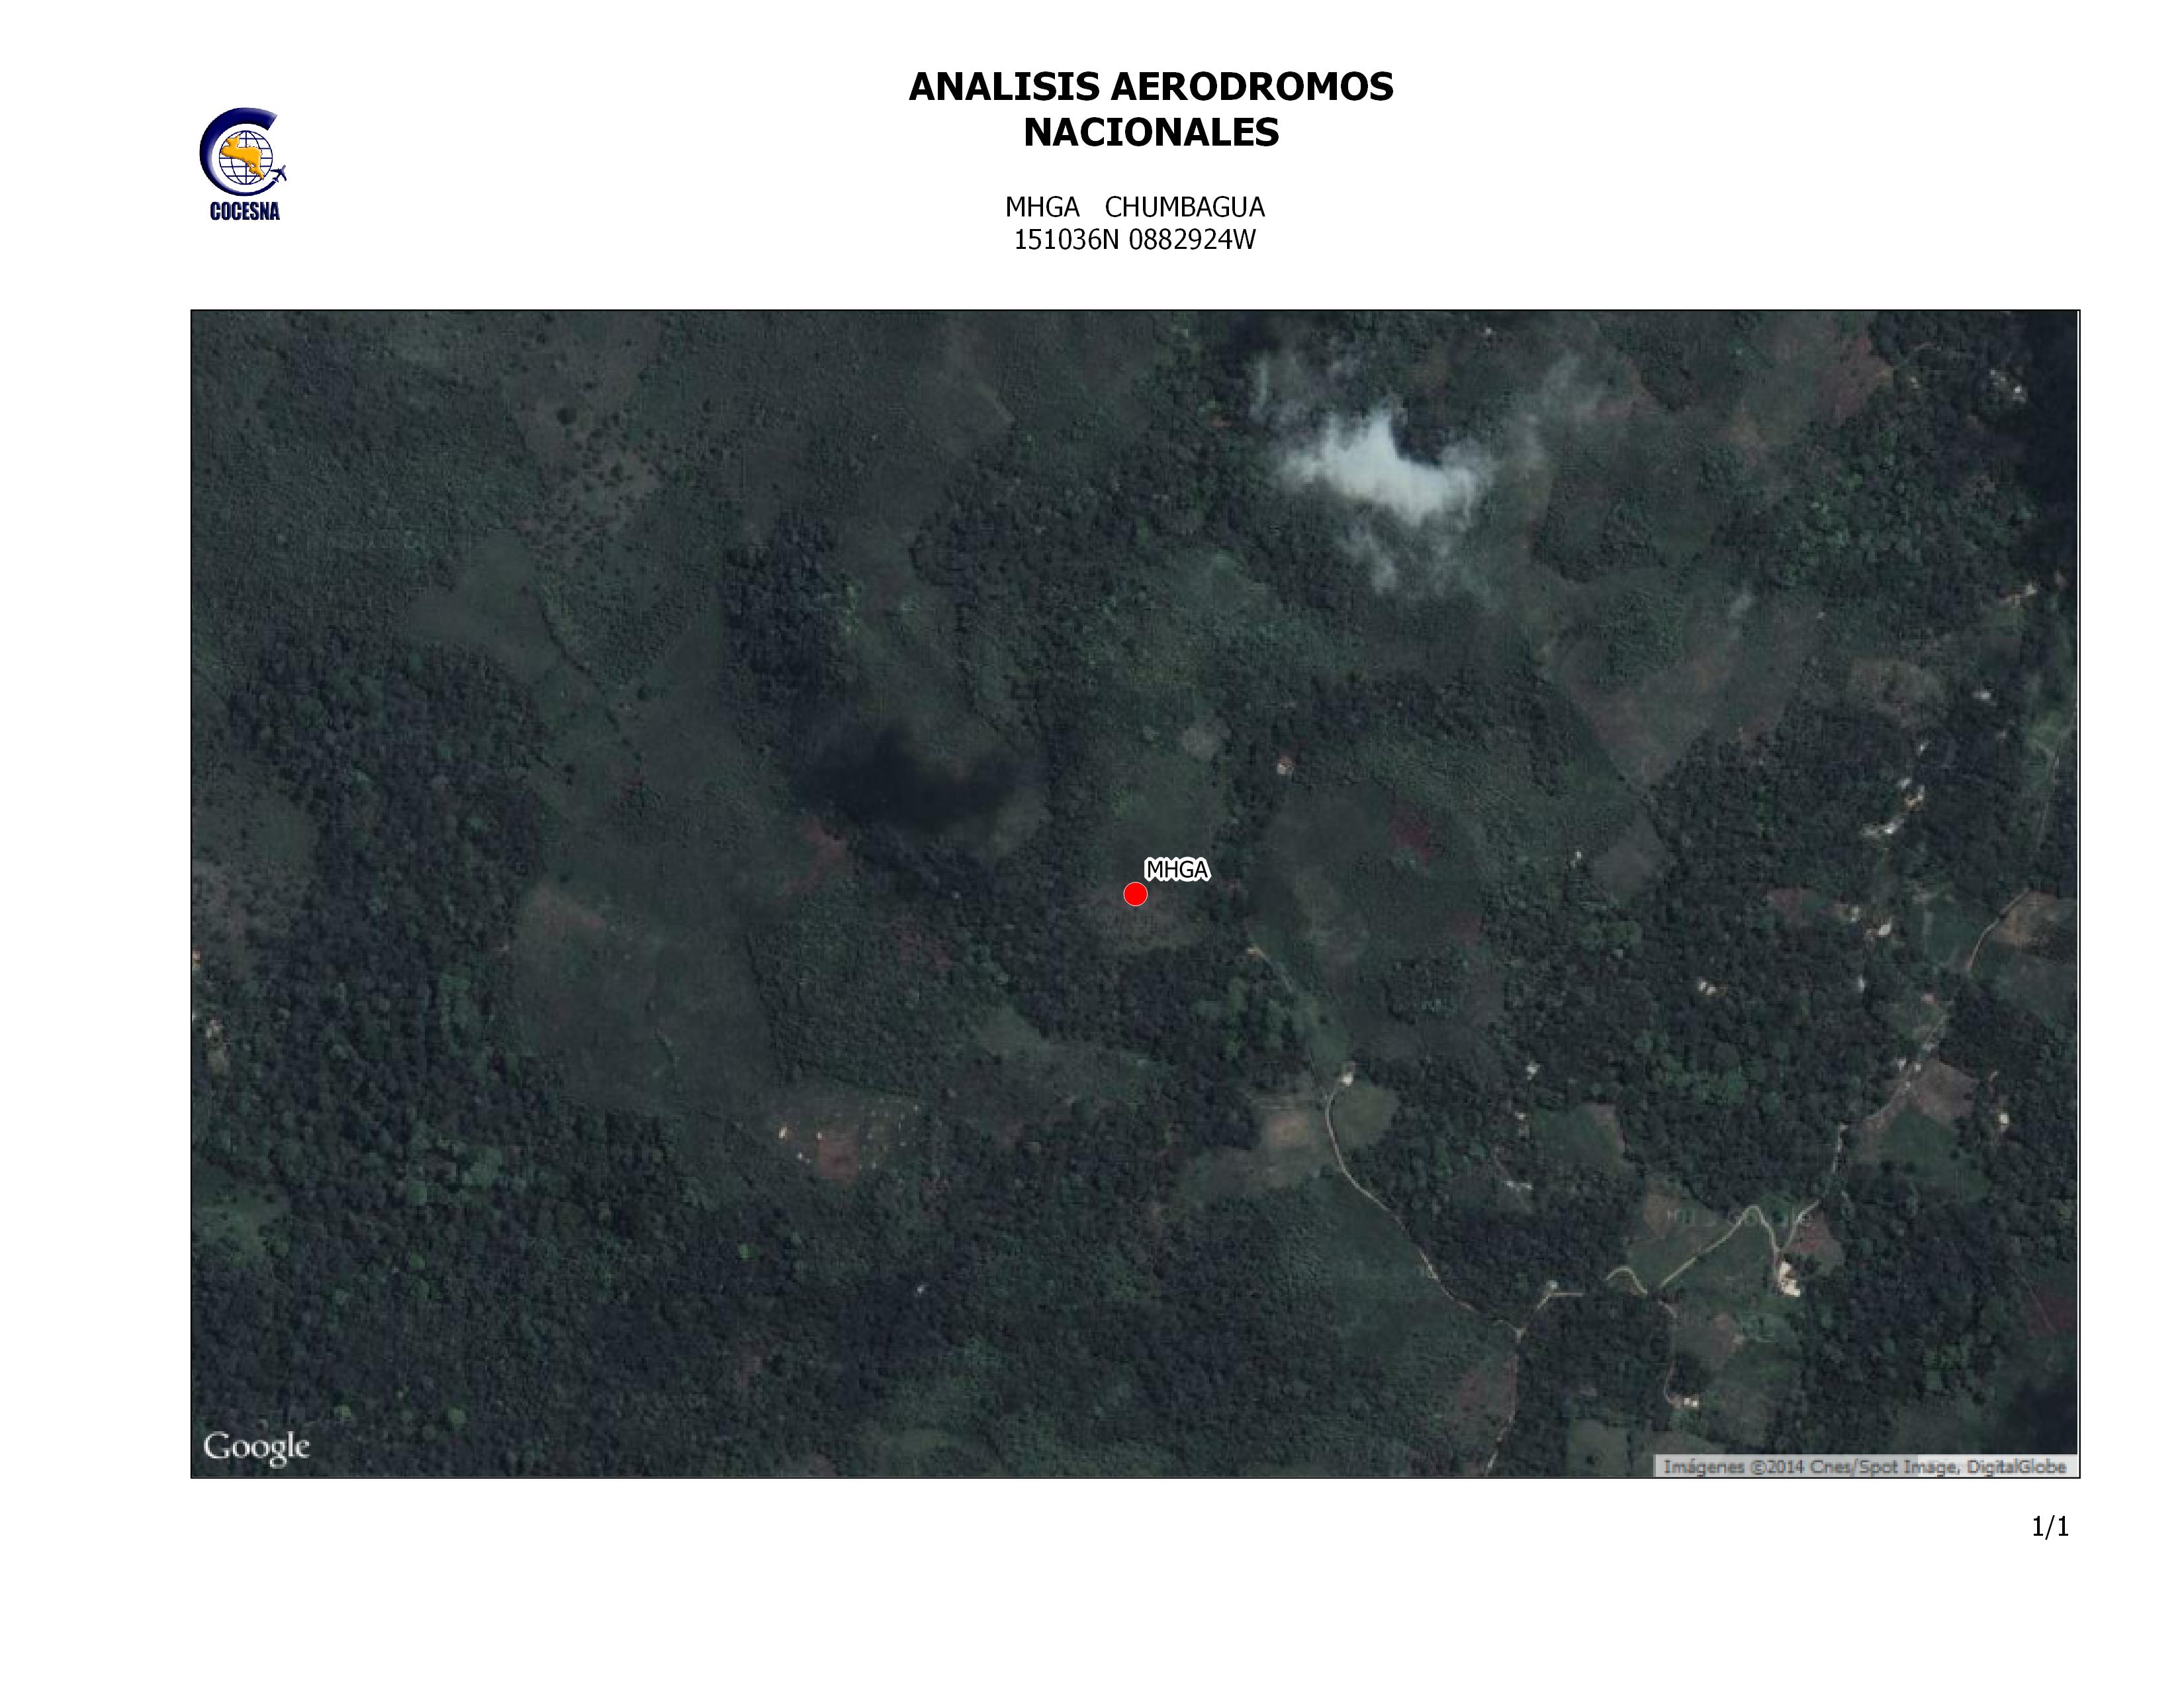 ANALISIS AERODROMOS
NACIONALES
COCESNA
MHGA CHUMBAGUA
151036N 0882924W
MHGA
Google
Imágenes ©2014 Cnes/Spot Image, DigitalGlobe
1/1